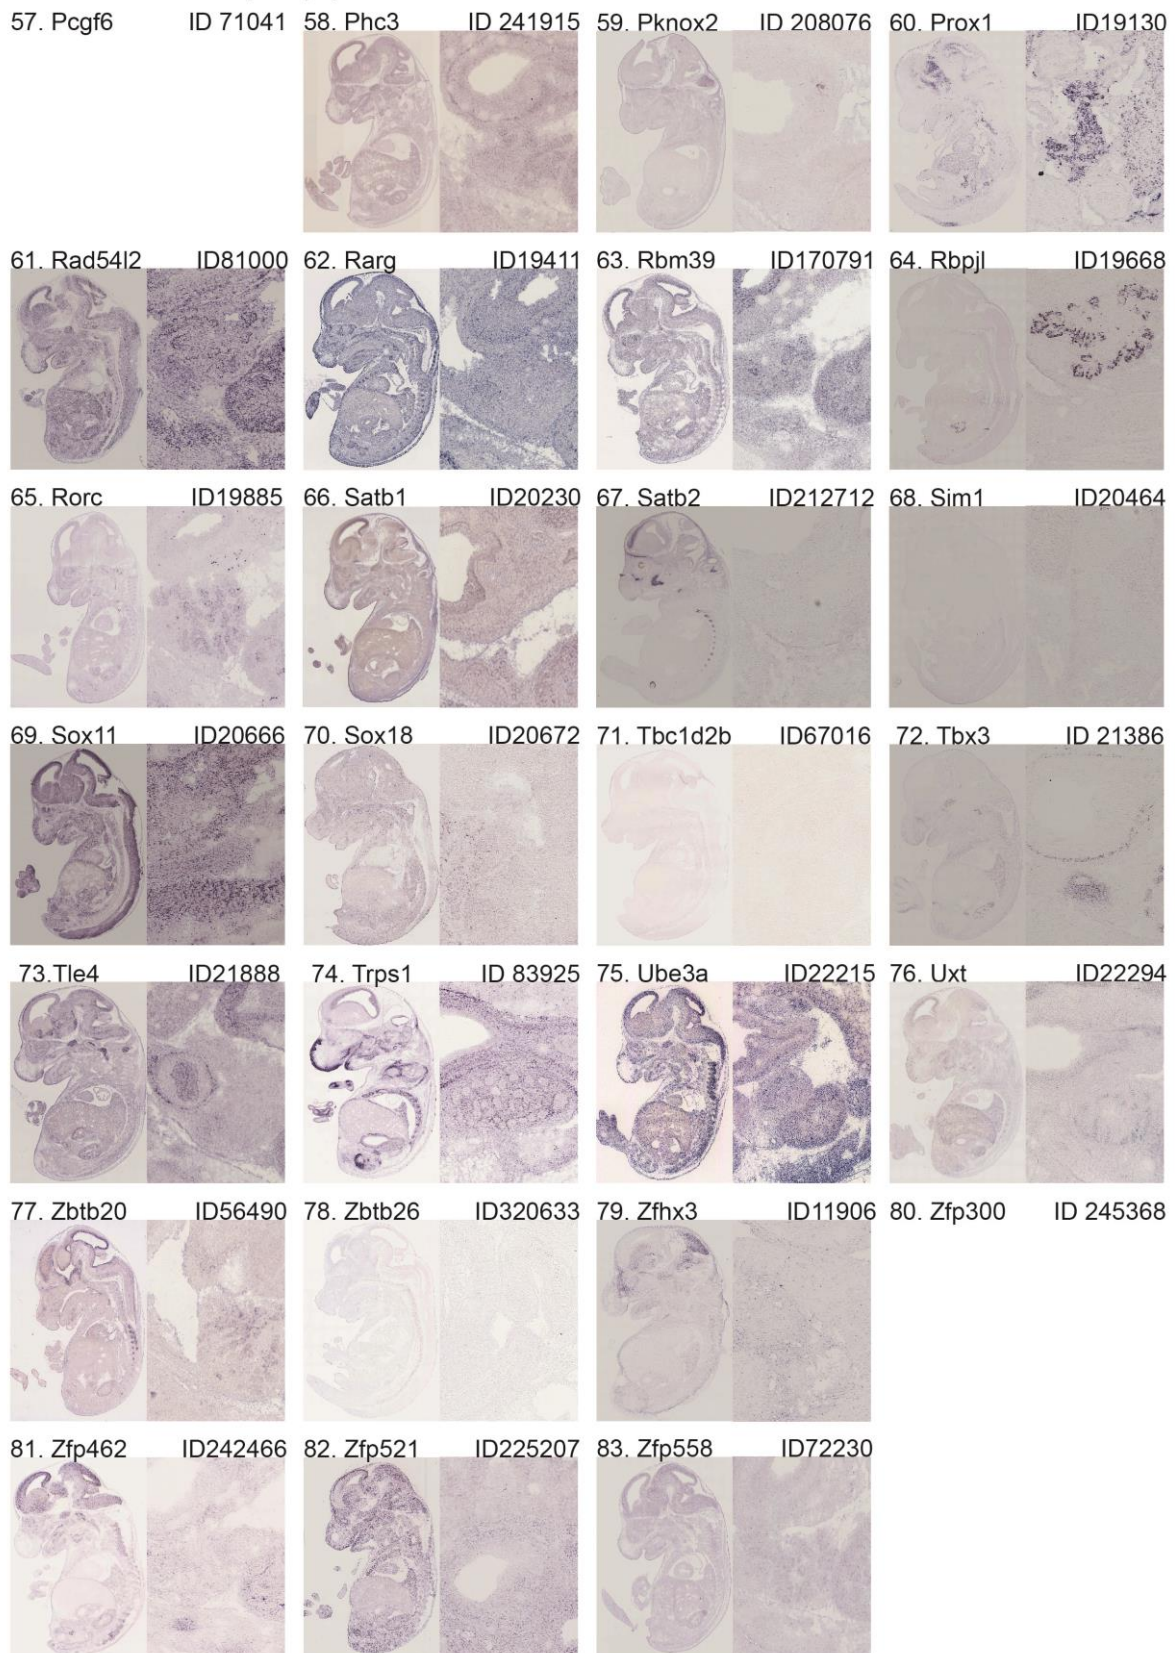 57. Pcgf6 ID 71041 58. Phc3 ID 241915 59. Pknox2 ID 208076 60. Prox1 ID19130
61. Rad54l2 ID81000 62. Rarg ID19411 63. Rbm39 ID170791 64. Rbpjl ID19668
65. Rorc ID19885 66. Satb1 ID20230 67. Satb2 ID212712 68. Sim1 ID20464
69. Sox11 ID20666 70. Sox18 ID20672 71. Tbc1d2b ID67016 72. Tbx3 ID 21386
73.Tle4 ID21888 74. Trps1 ID 83925 75. Ube3a ID22215 76. Uxt ID22294
77. Zbtb20 ID56490 78. Zbtb26 ID320633 79. Zfhx3 ID11906 80. Zfp300 ID 245368
81. Zfp462 ID242466 82. Zfp521 ID225207 83. Zfp558 ID72230